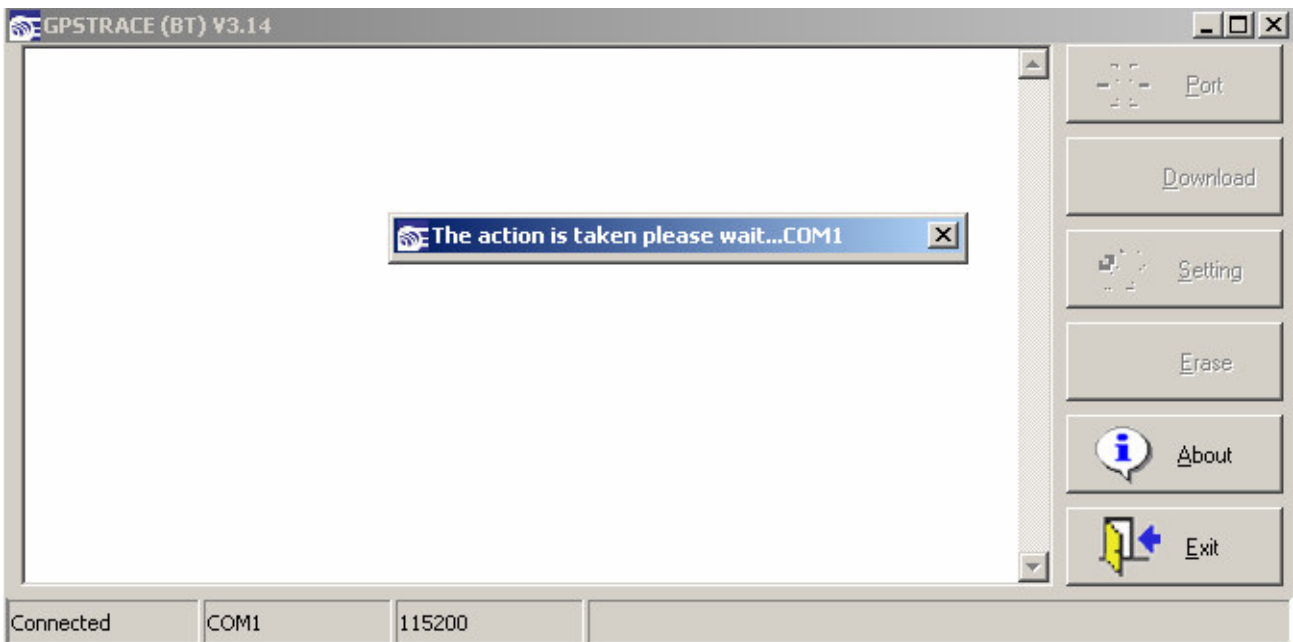 GPSTRACE (BT) V3.14
Port
Download
The action is taken please wait...COM1
Setting
Erase
About
Exit
Connected COM1 115200